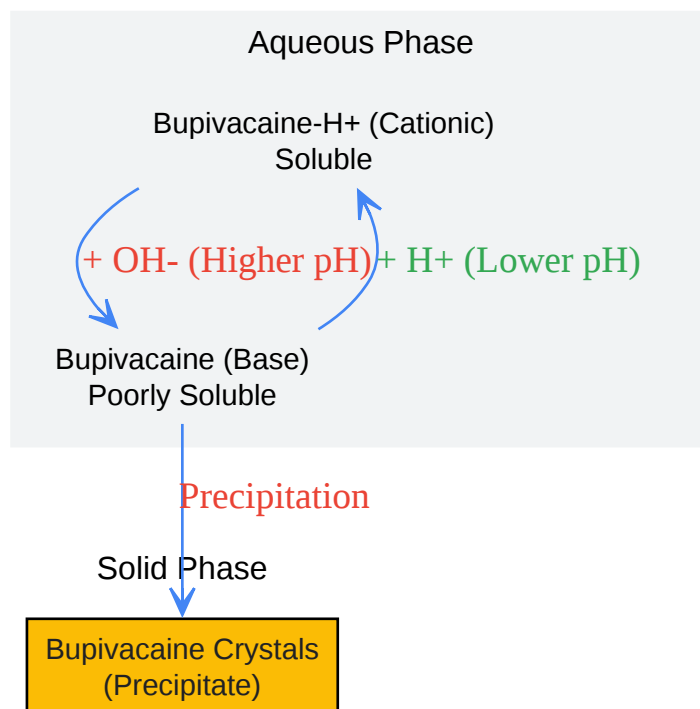 Aqueous Phase
Bupivacaine-H+ (Cationic)
Soluble
+ OH- (Higher pH) + H+ (Lower pH)
Bupivacaine (Base)
Poorly Soluble
Precipitation
Solid Phase
Bupivacaine Crystals
(Precipitate)